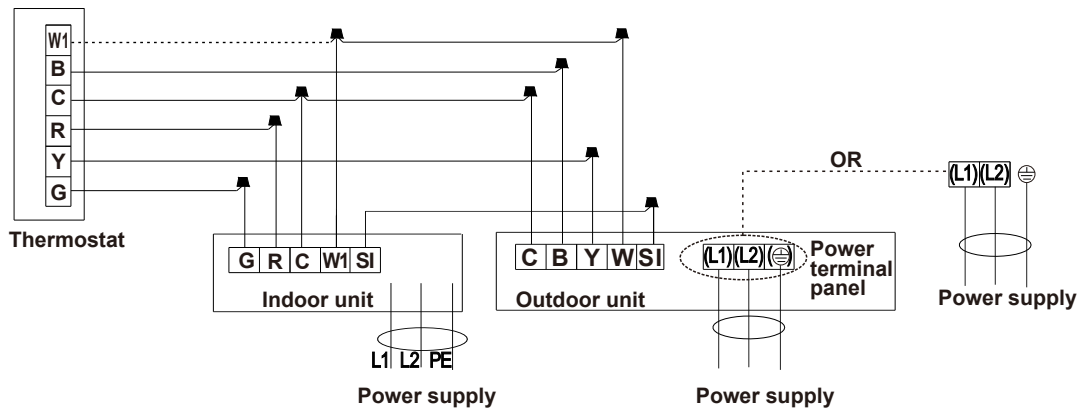 W1
B
C
R
Y
G
Thermostat
OR
(L1) (L2)
Power supply
G R C W1 SI
Indoor unit
L1 L2 PE
Power supply
C B Y W SI
Outdoor unit
(L1) (L2) (⏚)
Power
terminal
panel
Power supply